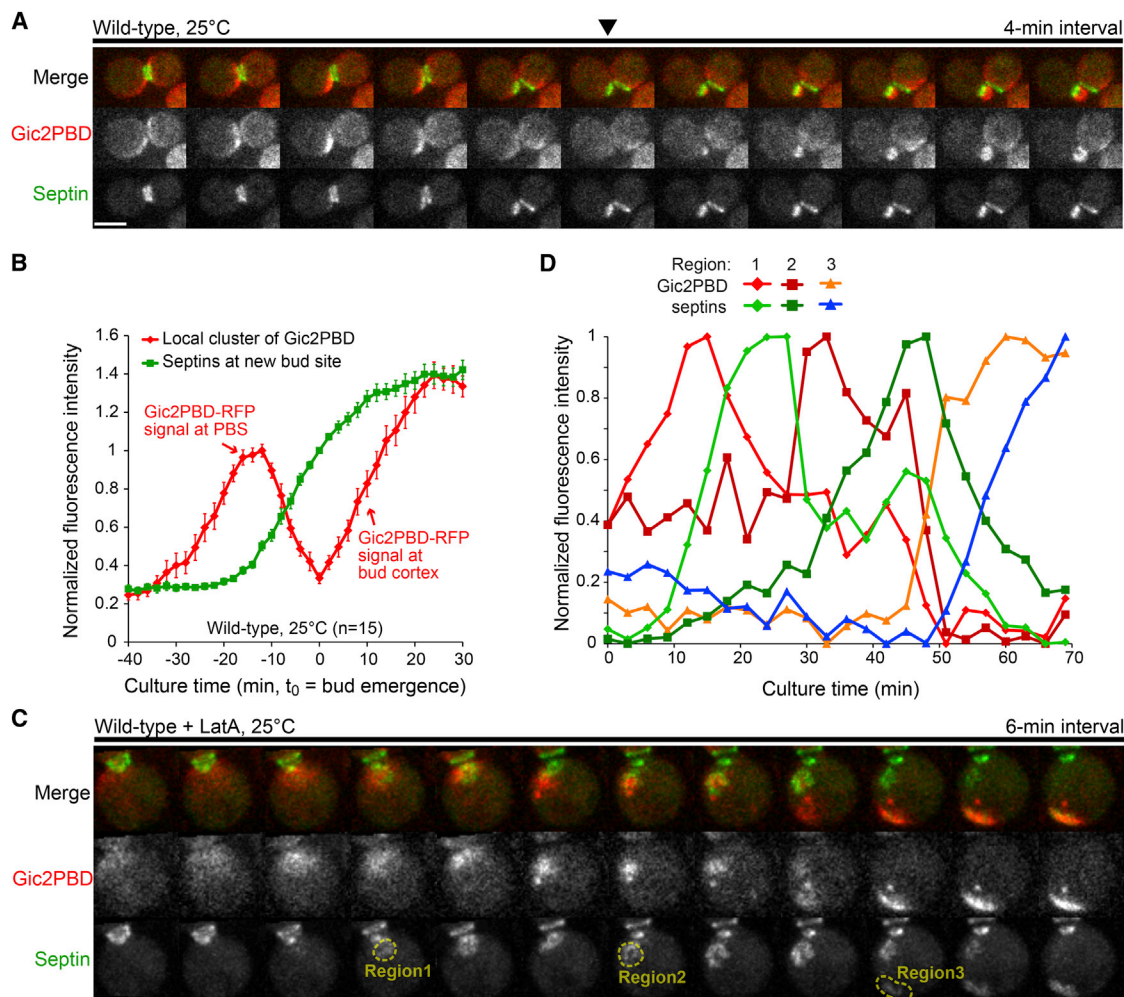 A
Wild-type, 25°C
4-min interval
Merge
Gic2PBD
Septin
B
Normalized fluorescence intensity
1.6
1.4
1.2
1
0.8
0.6
0.4
0.2
0
Local cluster of Gic2PBD
Septins at new bud site
Gic2PBD-RFP
signal at PBS
Gic2PBD-RFP
signal at
bud cortex
Wild-type, 25°C (n=15)
-40 -30 -20 -10 0 10 20 30
Culture time (min, t0 = bud emergence)
D
Region: 1 2 3
Gic2PBD
septins
Normalized fluorescence intensity
1
0.8
0.6
0.4
0.2
0
0 10 20 30 40 50 60 70
Culture time (min)
C
Wild-type + LatA, 25°C
6-min interval
Merge
Gic2PBD
Septin
Region1
Region2
Region3